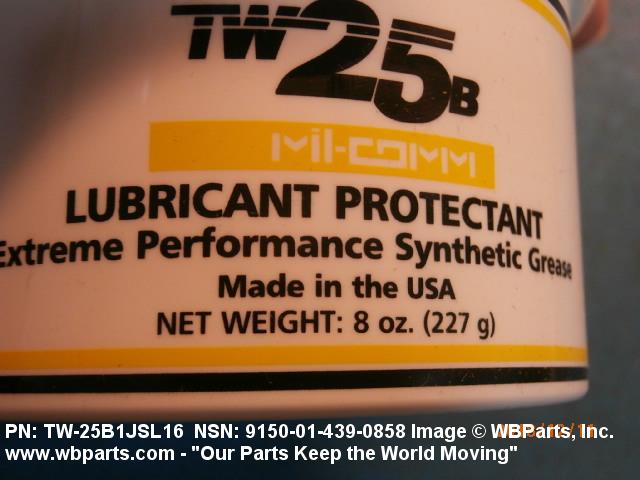 TW25B
mil-comm
LUBRICANT PROTECTANT
Extreme Performance Synthetic Grease
Made in the USA
NET WEIGHT: 8 oz. (227 g)
PN: TW-25B1JSL16 NSN: 9150-01-439-0858 Image © WBParts, Inc.
www.wbparts.com - "Our Parts Keep the World Moving"